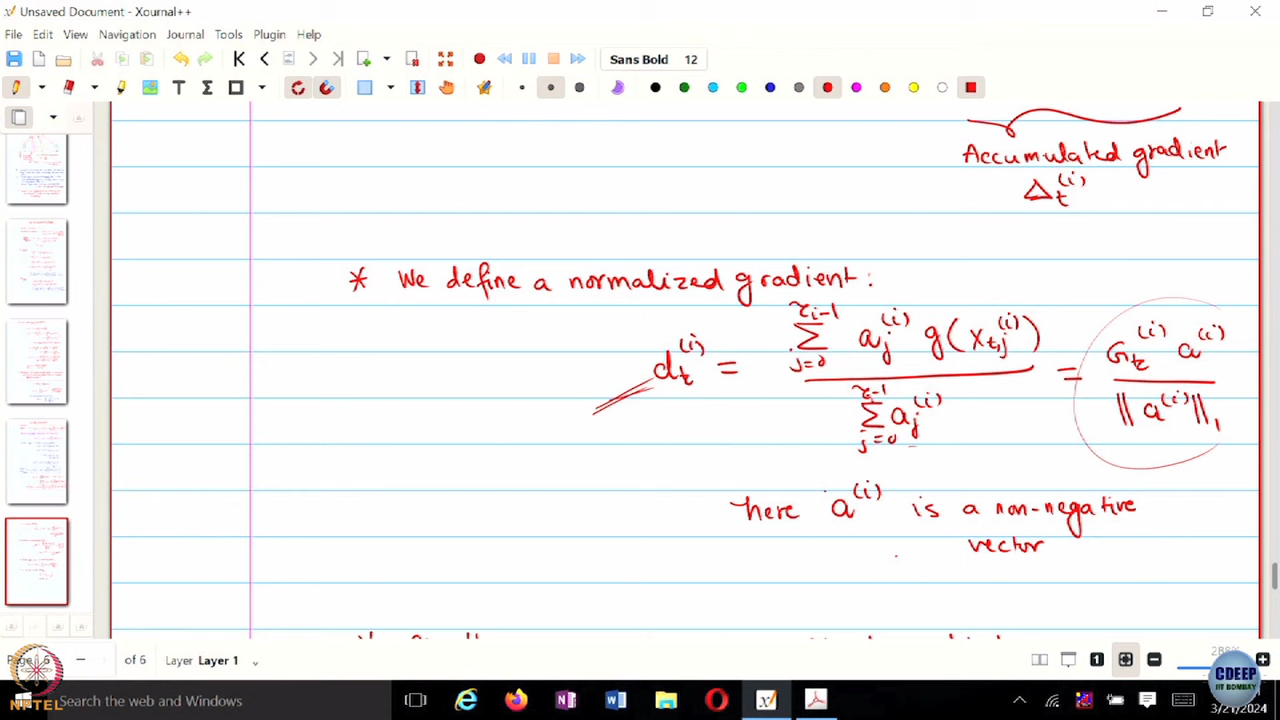 Unsaved Document - Xournal++
File Edit View Navigation Journal Tools Plugin Help
Sans Bold 12
Accumulated gradient
Δ_t^(i)
* We define a normalized gradient:
d_t^(i) = ∑_{j=0}^{τ_i-1} a_j^(i) g(x_{t,j}^(i)) / ∑_{j=0}^{τ_i-1} a_j^(i) = G_t^(i) a^(i) / ‖a^(i)‖_1
here a^(i) is a non-negative
vector
of 6 Layer Layer 1
288%
Search the web and Windows
NPTEL
CDEEP
IIT BOMBAY
3/21/2024